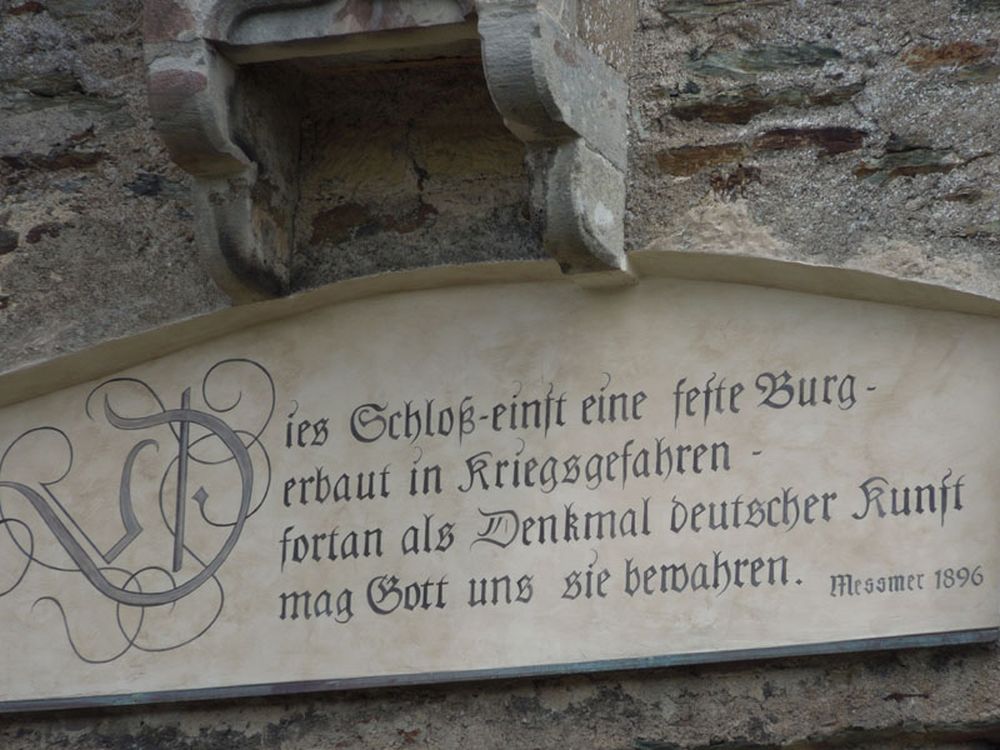 Dies Schloß-einſt eine feſte Burg-
erbaut in Kriegsgefahren -
fortan als Denkmal deutscher Kunſt
mag Gott uns sie bewahren.
Messmer 1896